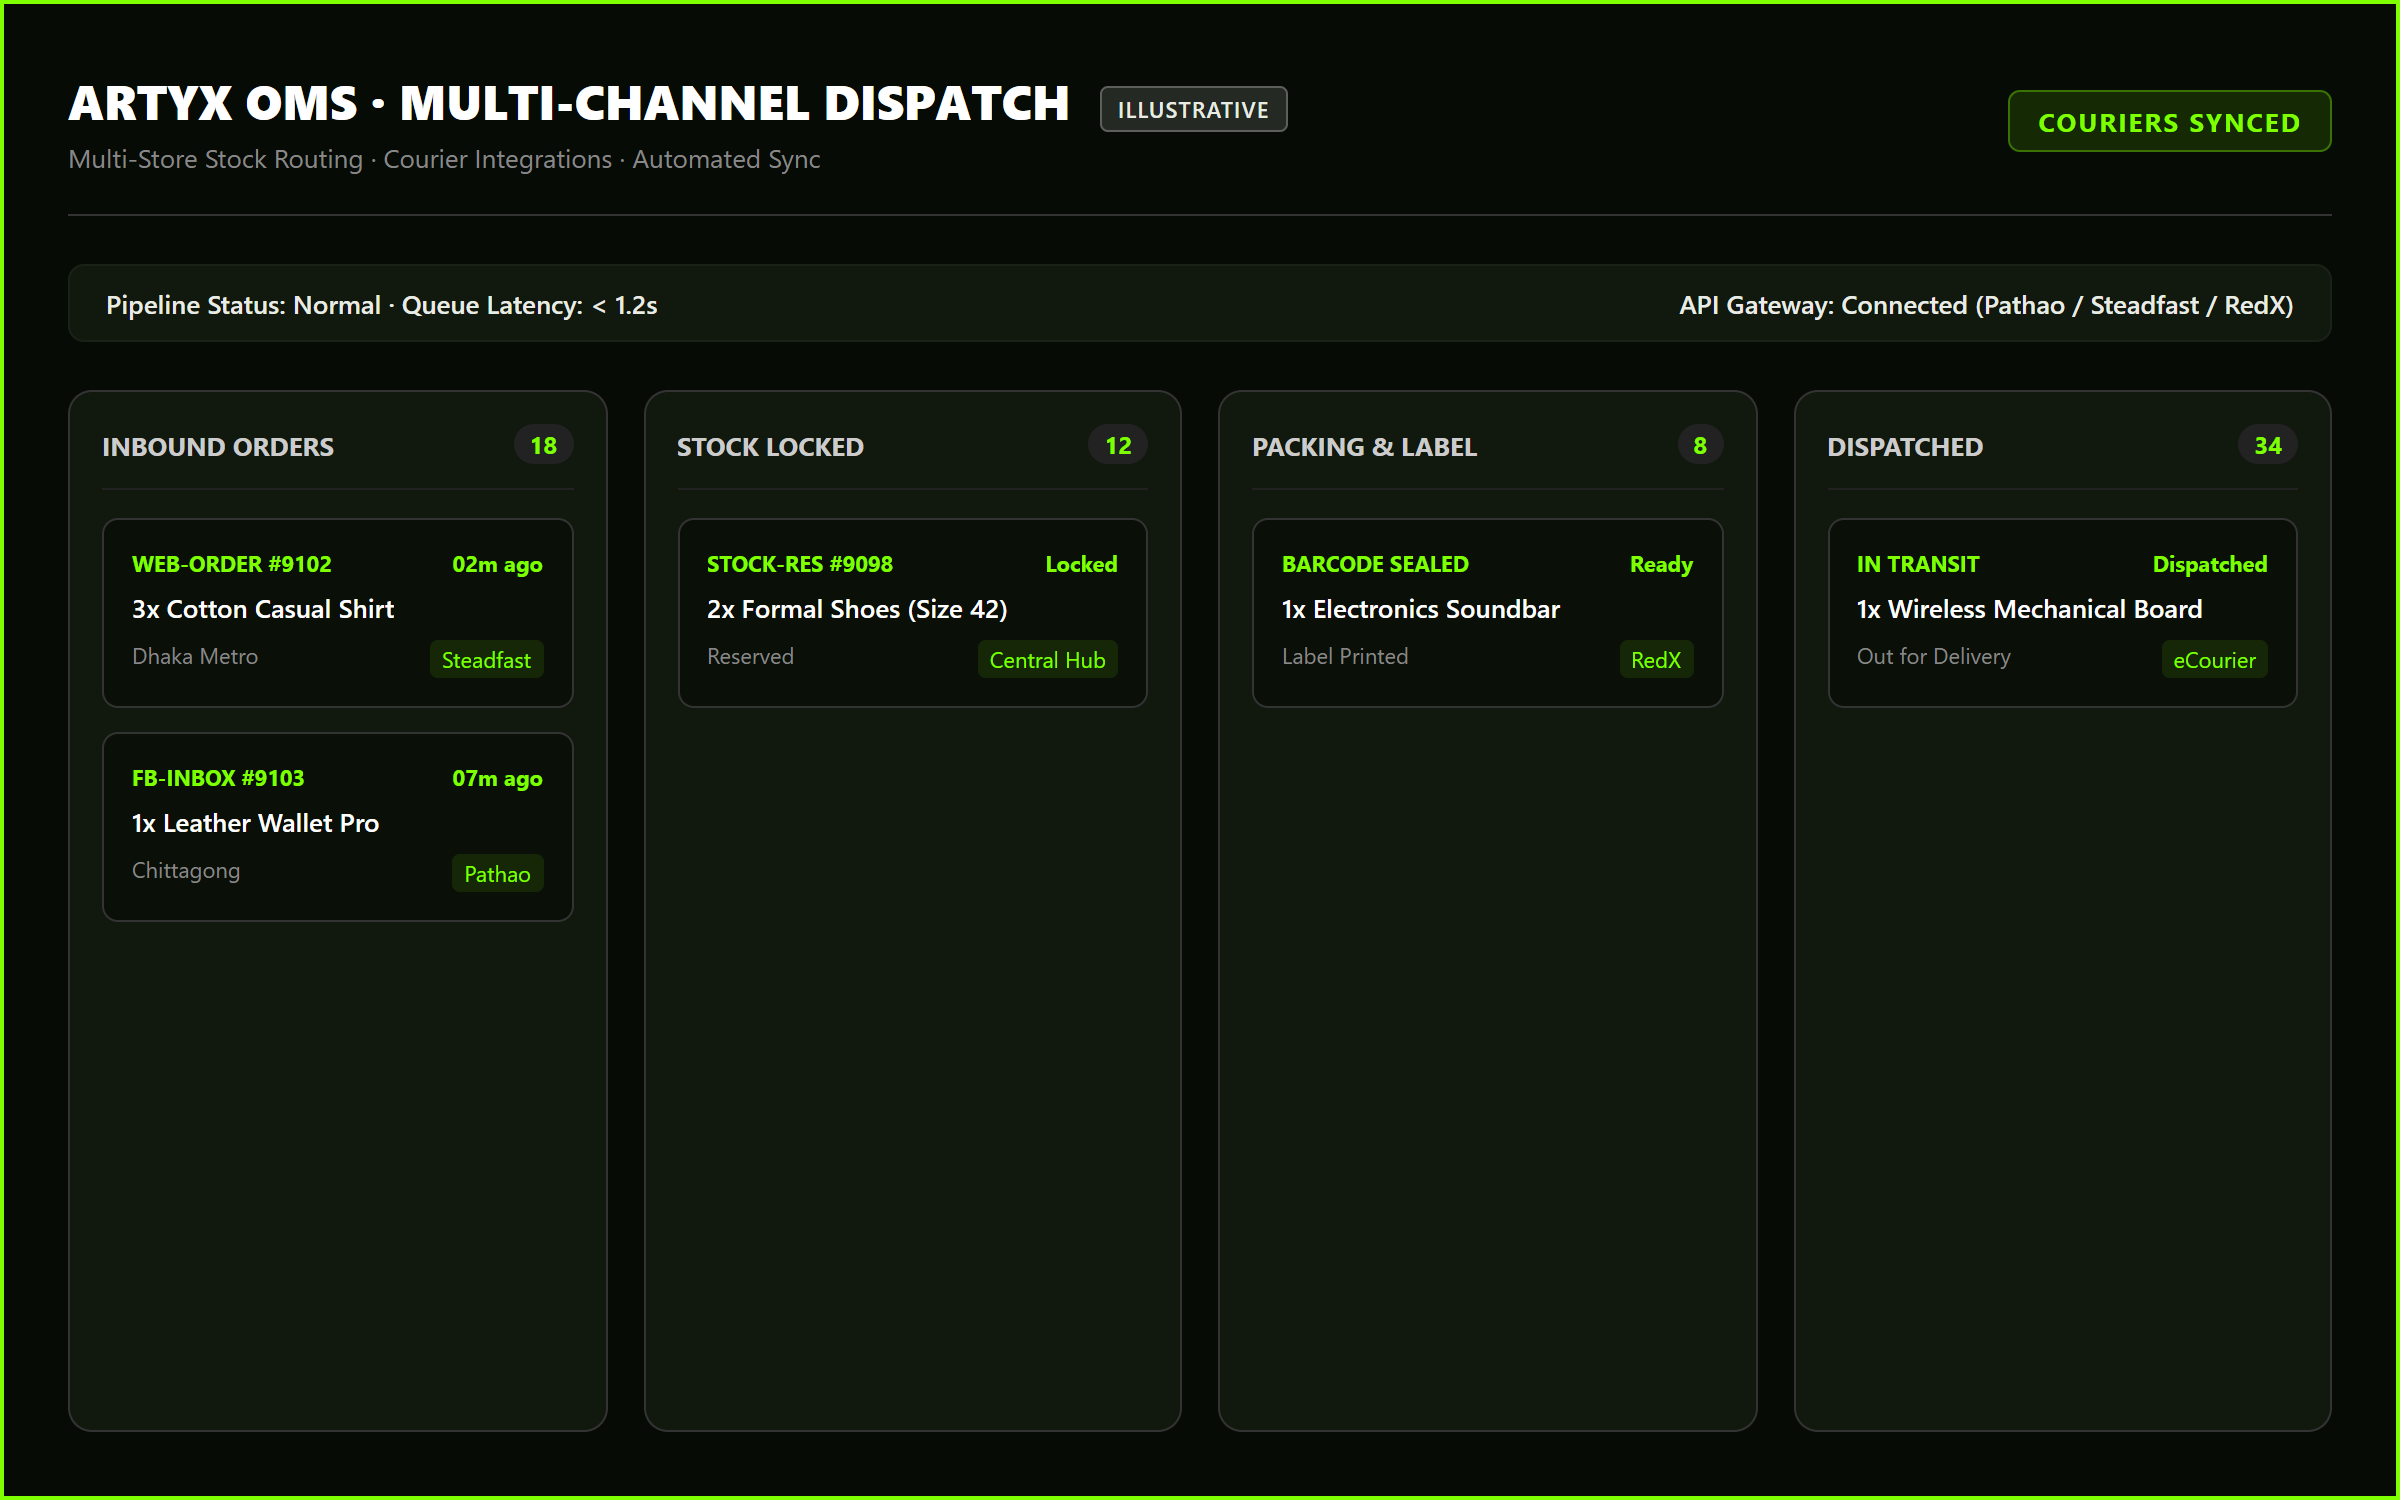 ARTYX OMS · MULTI-CHANNEL DISPATCH
ILLUSTRATIVE
COURIERS SYNCED
Multi-Store Stock Routing · Courier Integrations · Automated Sync
Pipeline Status: Normal · Queue Latency: < 1.2s
API Gateway: Connected (Pathao / Steadfast / RedX)
INBOUND ORDERS 18
WEB-ORDER #9102 02m ago
3x Cotton Casual Shirt
Dhaka Metro Steadfast
FB-INBOX #9103 07m ago
1x Leather Wallet Pro
Chittagong Pathao
STOCK LOCKED 12
STOCK-RES #9098 Locked
2x Formal Shoes (Size 42)
Reserved Central Hub
PACKING & LABEL 8
BARCODE SEALED Ready
1x Electronics Soundbar
Label Printed RedX
DISPATCHED 34
IN TRANSIT Dispatched
1x Wireless Mechanical Board
Out for Delivery eCourier